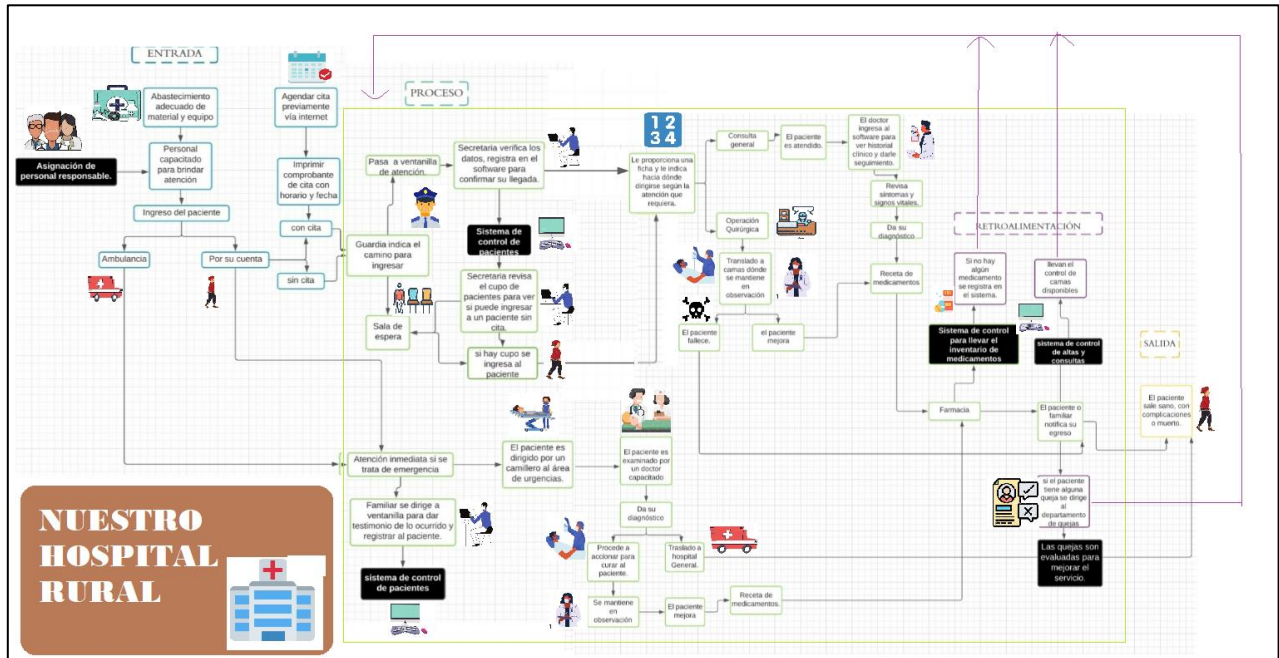 ENTRADA
Abastecimiento
adecuado de
material y equipo
Asignación de
personal responsable.
Personal
capacitado
para brindar
atención
Ingreso del paciente
Ambulancia
Por su cuenta
Agendar cita
previamente
vía internet
Imprimir
comprobante
de cita con
horario y fecha
con cita
sin cita
PROCESO
Pasa a ventanilla
de atención.
Guardia indica el
camino para
ingresar
Sala de
espera
Secretaria verifica los
datos, registra en el
software para
confirmar su llegada.
Sistema de
control de
pacientes
Secretaria revisa
el cupo de
pacientes para ver
si puede ingresar
a un paciente sin
cita.
si hay cupo se
ingresa al
paciente
1 2
3 4
Le proporciona una
ficha y le indica
hacia dónde
dirigirse según la
atención que
requiera.
Consulta
general
El paciente
es atendido.
El doctor
ingresa al
software para
ver historial
clínico y darle
seguimiento.
Revisa
síntomas y
signos vitales.
Da su
diagnóstico.
Receta de
medicamentos
Operación
Quirúrgica
Translado a
camas dónde
se mantiene
en observación
1
El paciente
fallece.
el paciente
mejora
RETROALIMENTACIÓN
Si no hay
algún
medicamento
se registra en
el sistema.
llevan el
control de
camas
disponibles
Sistema de control
para llevar el
inventario de
medicamentos
sistema de control
de altas y
consultas
Farmacia
El paciente o
familiar
notifica su
egreso
SALIDA
El paciente
sale sano, con
complicaciones
o muerto.
si el paciente
tiene alguna
queja se dirige
al
departamento
de quejas
Las quejas son
evaluadas para
mejorar el
servicio.
Atención inmediata si se
trata de emergencia
El paciente es
dirigido por un
camillero al área
de urgencias.
El paciente es
examinado por
un doctor
capacitado
Familiar se dirige a
ventanilla para dar
testimonio de lo ocurrido y
registrar al paciente.
sistema de control
de pacientes
Da su
diagnóstico
Procede a
accionar para
curar al
paciente.
Traslado a
hospital
General.
1
Se mantiene
en
observación
El paciente
mejora
Receta de
medicamentos.
NUESTRO
HOSPITAL
RURAL